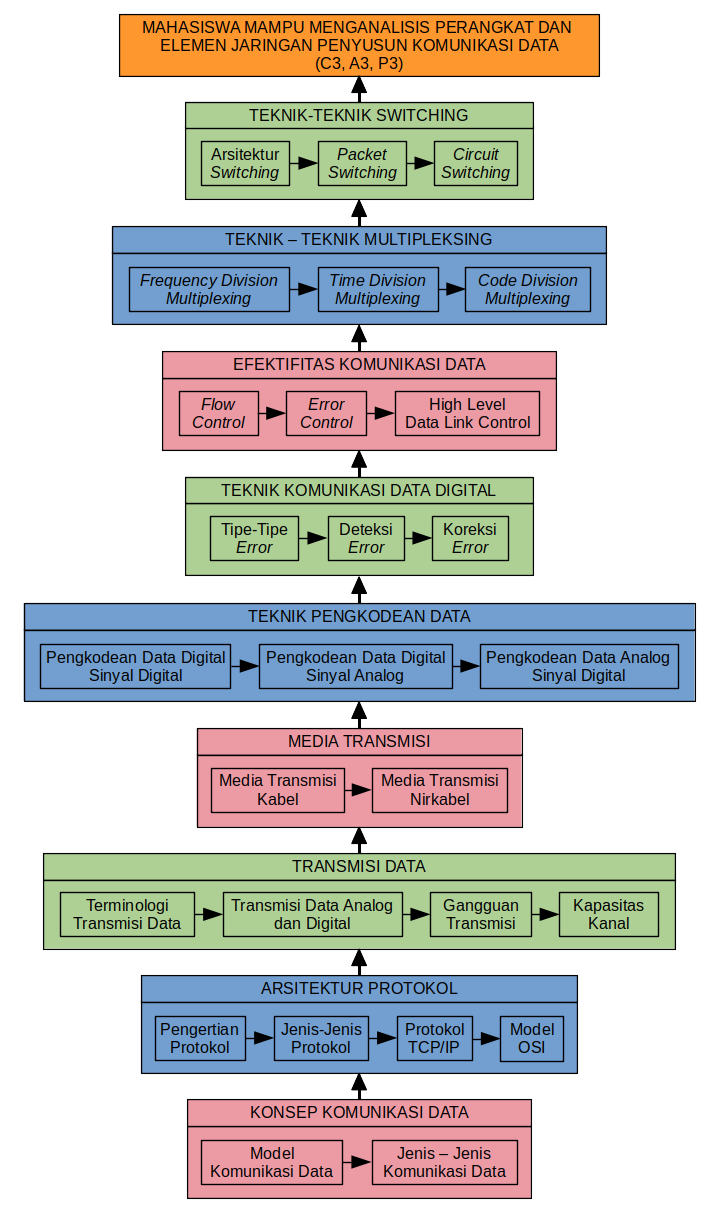 MAHASISWA MAMPU MENGANALISIS PERANGKAT DAN
ELEMEN JARINGAN PENYUSUN KOMUNIKASI DATA
(C3, A3, P3)
TEKNIK-TEKNIK SWITCHING
Arsitektur
Switching
Packet
Switching
Circuit
Switching
TEKNIK – TEKNIK MULTIPLEKSING
Frequency Division
Multiplexing
Time Division
Multiplexing
Code Division
Multiplexing
EFEKTIFITAS KOMUNIKASI DATA
Flow
Control
Error
Control
High Level
Data Link Control
TEKNIK KOMUNIKASI DATA DIGITAL
Tipe-Tipe
Error
Deteksi
Error
Koreksi
Error
TEKNIK PENGKODEAN DATA
Pengkodean Data Digital
Sinyal Digital
Pengkodean Data Digital
Sinyal Analog
Pengkodean Data Analog
Sinyal Digital
MEDIA TRANSMISI
Media Transmisi
Kabel
Media Transmisi
Nirkabel
TRANSMISI DATA
Terminologi
Transmisi Data
Transmisi Data Analog
dan Digital
Gangguan
Transmisi
Kapasitas
Kanal
ARSITEKTUR PROTOKOL
Pengertian
Protokol
Jenis-Jenis
Protokol
Protokol
TCP/IP
Model
OSI
KONSEP KOMUNIKASI DATA
Model
Komunikasi Data
Jenis – Jenis
Komunikasi Data